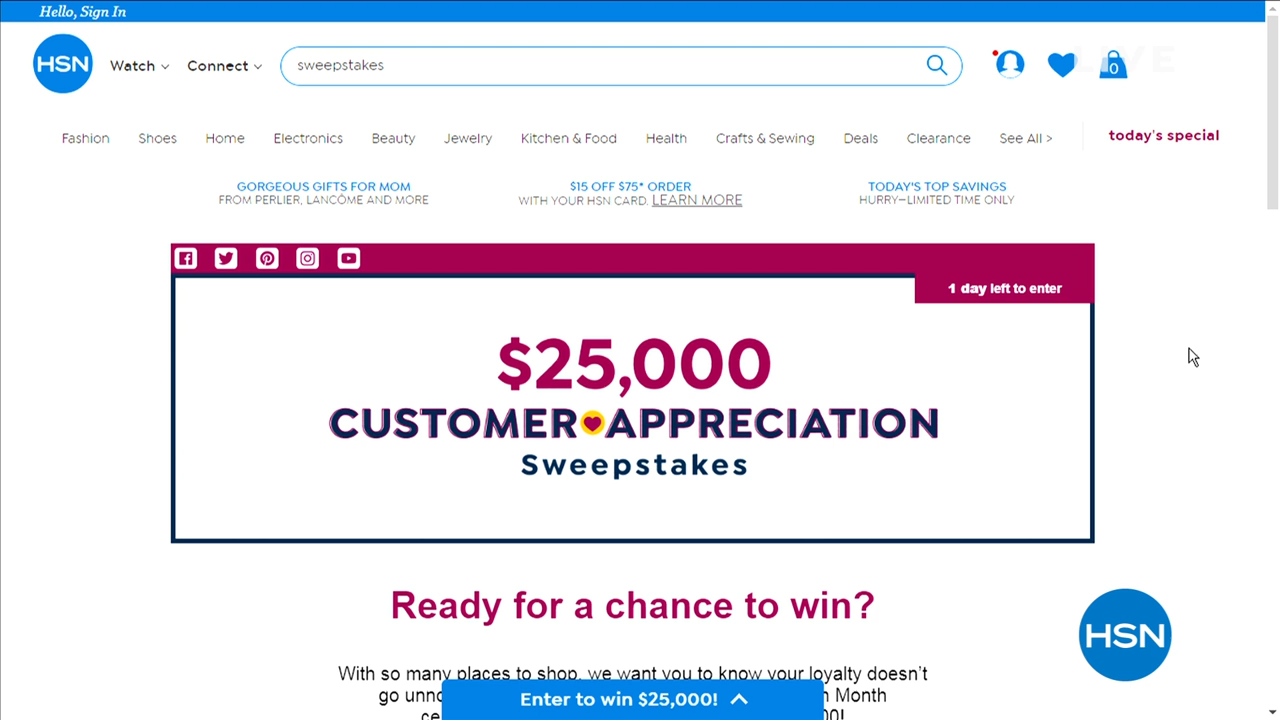 Hello, Sign In
HSN
Watch
Connect
sweepstakes
LIVE
0
Fashion
Shoes
Home
Electronics
Beauty
Jewelry
Kitchen & Food
Health
Crafts & Sewing
Deals
Clearance
See All >
today's special
GORGEOUS GIFTS FOR MOM
FROM PERLIER, LANCÔME AND MORE
$15 OFF $75* ORDER
WITH YOUR HSN CARD. LEARN MORE
TODAY'S TOP SAVINGS
HURRY—LIMITED TIME ONLY
1 day left to enter
$25,000
CUSTOMER APPRECIATION
Sweepstakes
Ready for a chance to win?
HSN
With so many places to shop, we want you to know your loyalty doesn't
go Month
Enter to win $25,000!